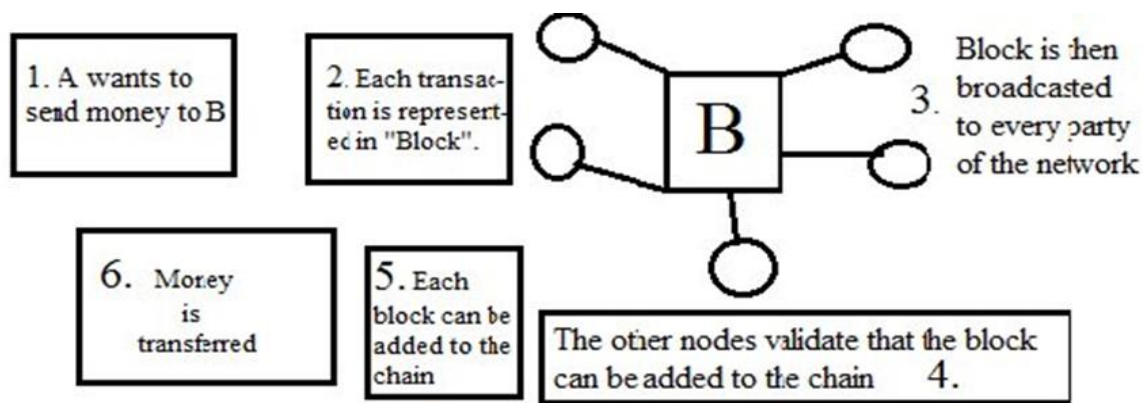 1. A wants to
send money to B
2. Each transac-
tion is represent-
ed in "Block".
B
3. Block is then
broadcasted
to every party
of the network
The other nodes validate that the block
can be added to the chain 4.
5. Each
block can be
added to the
chain
6. Money
is
transferred